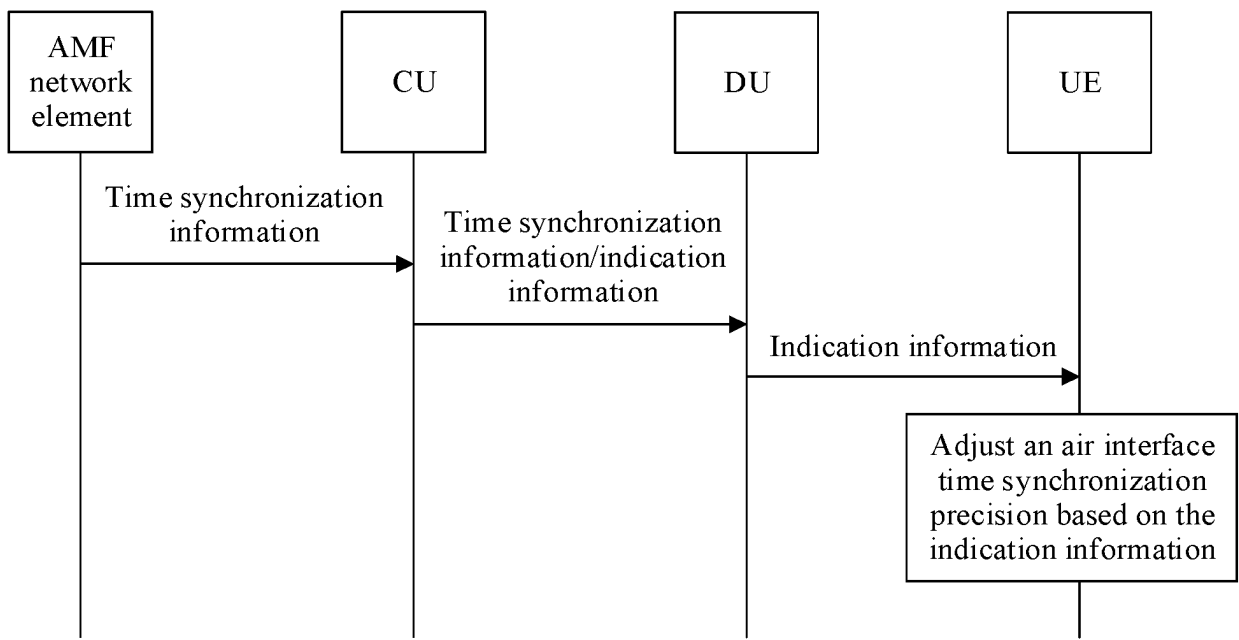 AMF
network
element
CU
DU
UE
Time synchronization
information
Time synchronization
information/indication
information
Indication information
Adjust an air interface
time synchronization
precision based on the
indication information